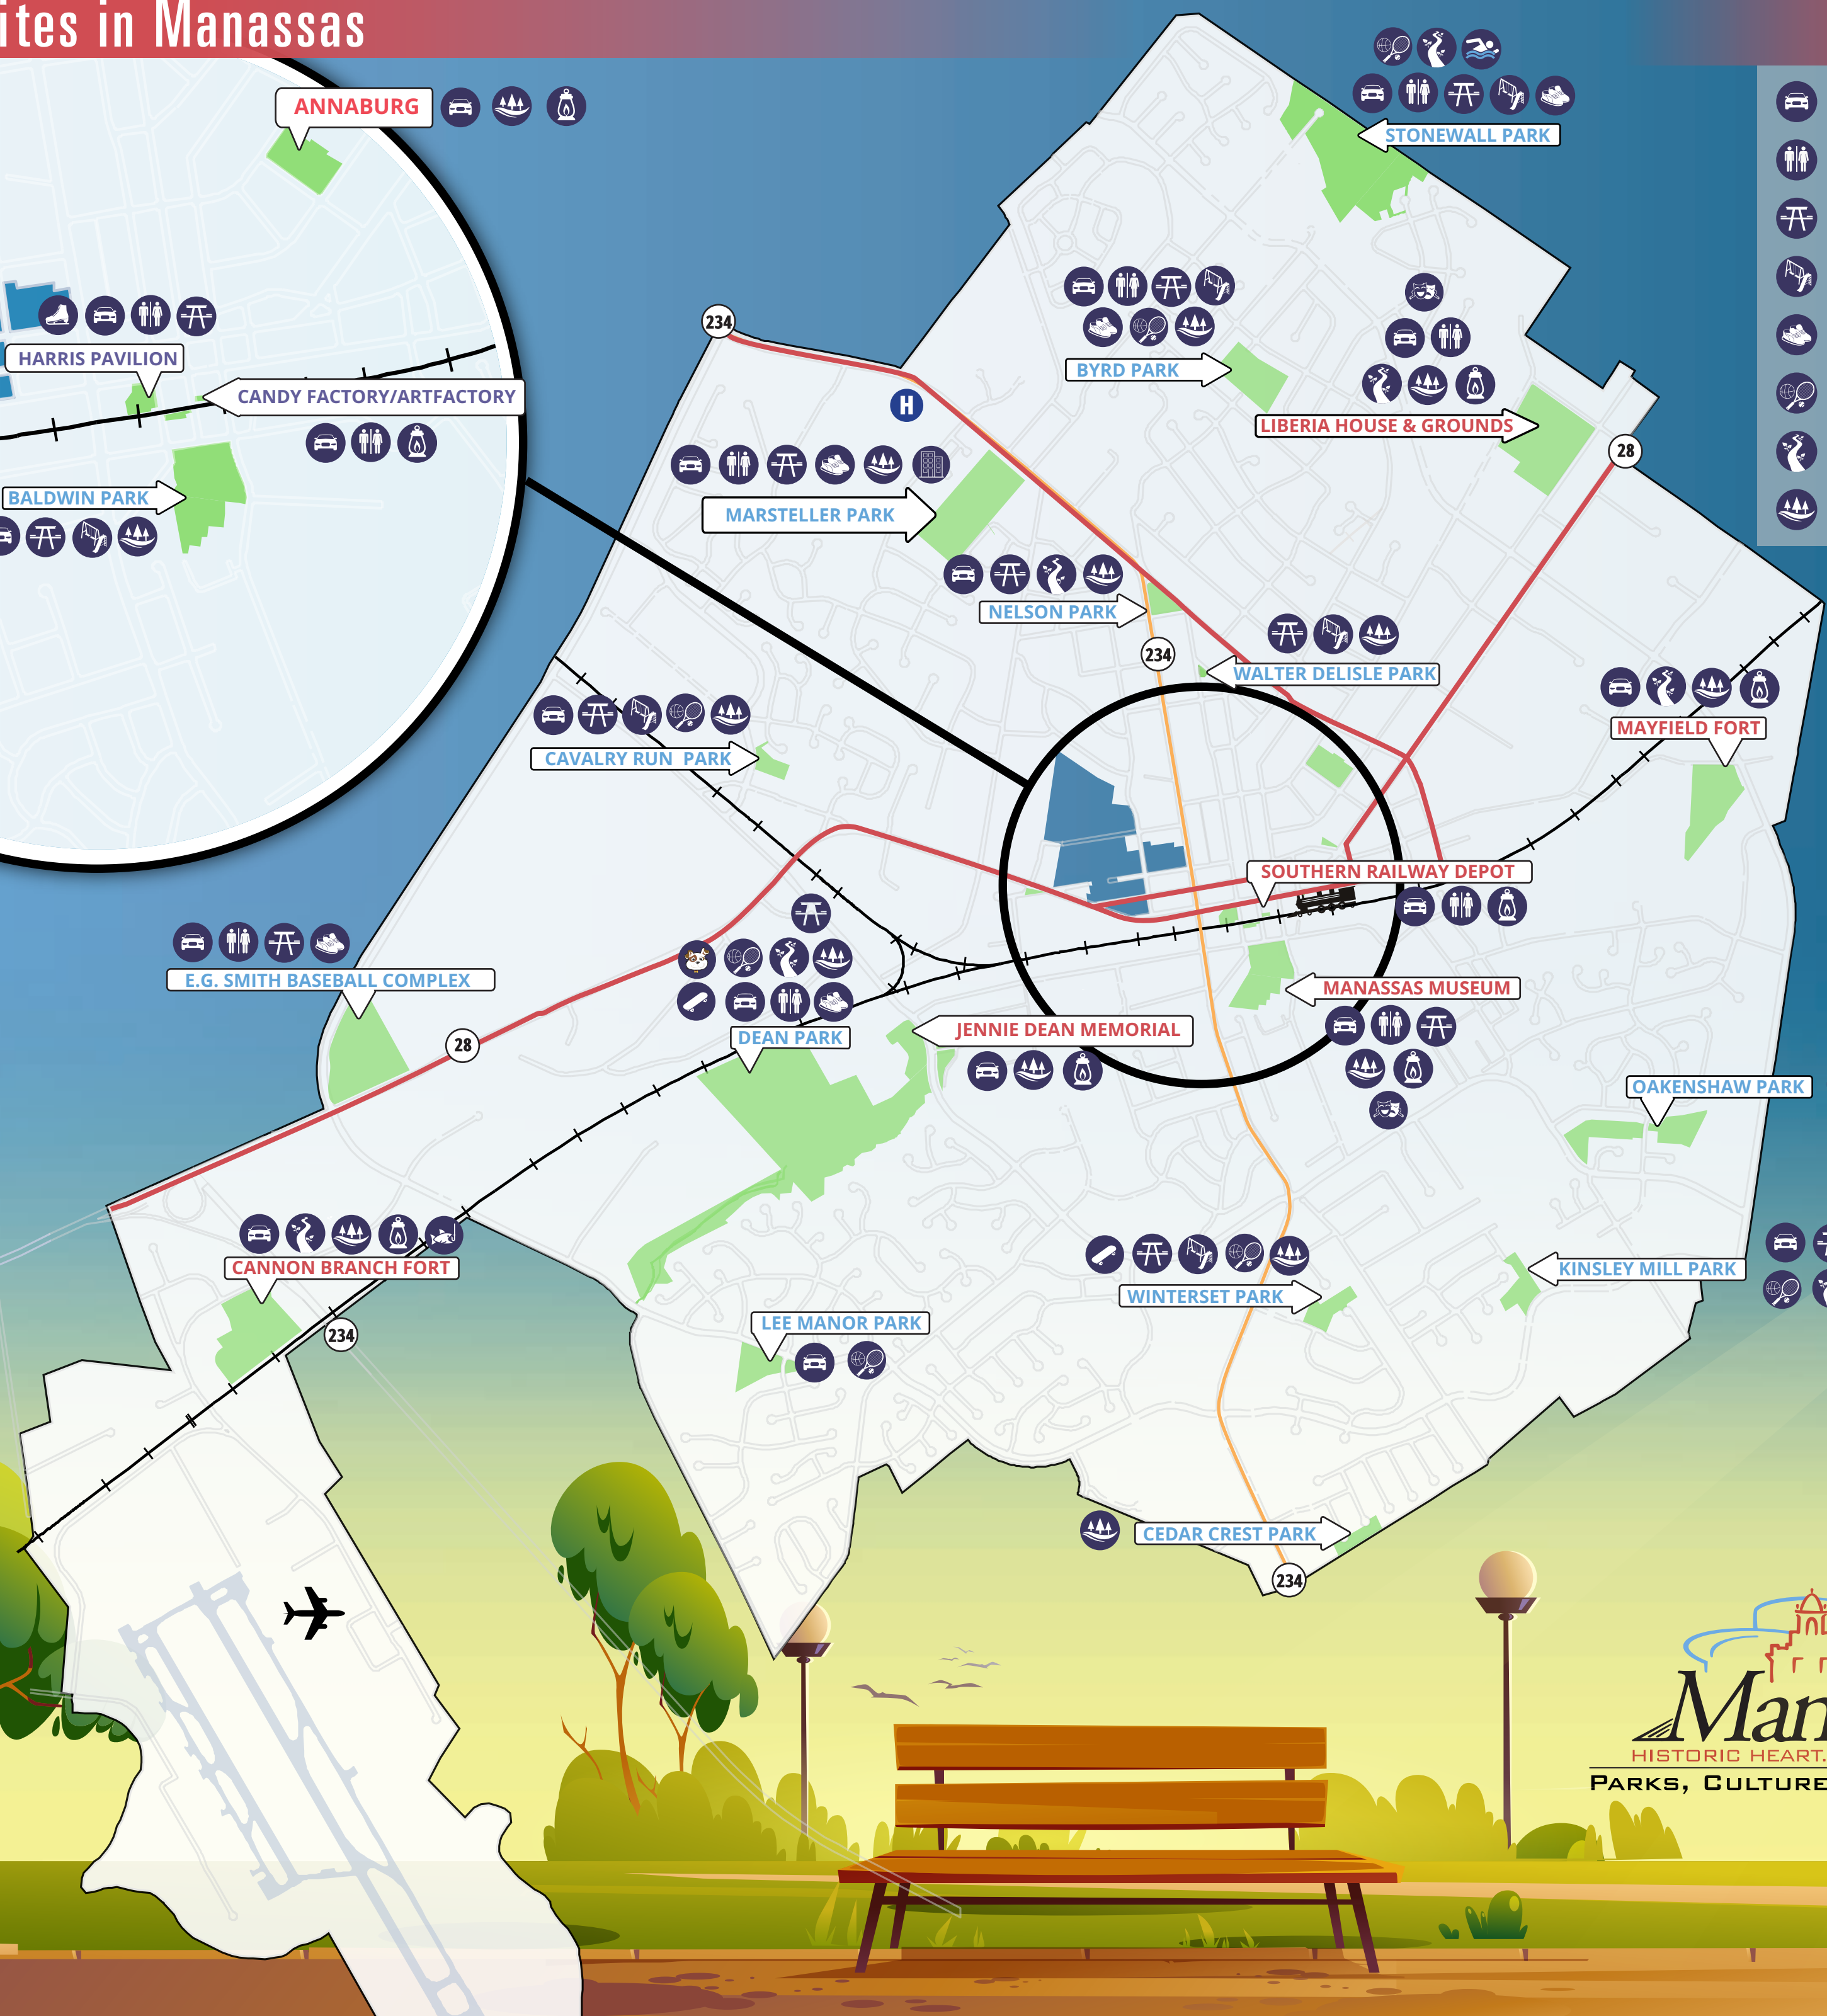 ites in Manassas
ANNABURG
STONEWALL PARK
234
HARRIS PAVILION
CANDY FACTORY/ARTFACTORY
BYRD PARK
H
LIBERIA HOUSE & GROUNDS
28
BALDWIN PARK
MARSTELLER PARK
NELSON PARK
234
WALTER DELISLE PARK
MAYFIELD FORT
CAVALRY RUN PARK
SOUTHERN RAILWAY DEPOT
E.G. SMITH BASEBALL COMPLEX
MANASSAS MUSEUM
28
DEAN PARK
JENNIE DEAN MEMORIAL
OAKENSHAW PARK
CANNON BRANCH FORT
KINSLEY MILL PARK
WINTERSET PARK
234
LEE MANOR PARK
CEDAR CREST PARK
234
Man
HISTORIC HEART.
PARKS, CULTURE